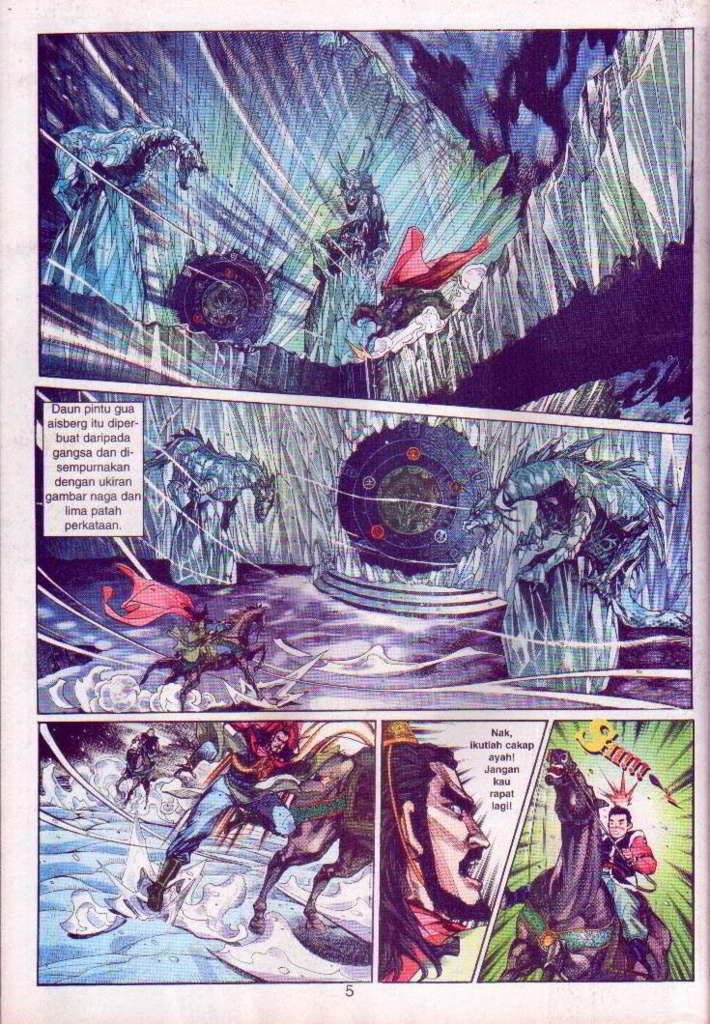 Daun pintu gua
aisberg itu diper-
buat daripada
gangsa dan di-
sempurnakan
dengan ukiran
gambar naga dan
lima patah
perkataan.
Nak,
ikutlah cakap
ayah!
Jangan
kau
rapat
lagi!
5